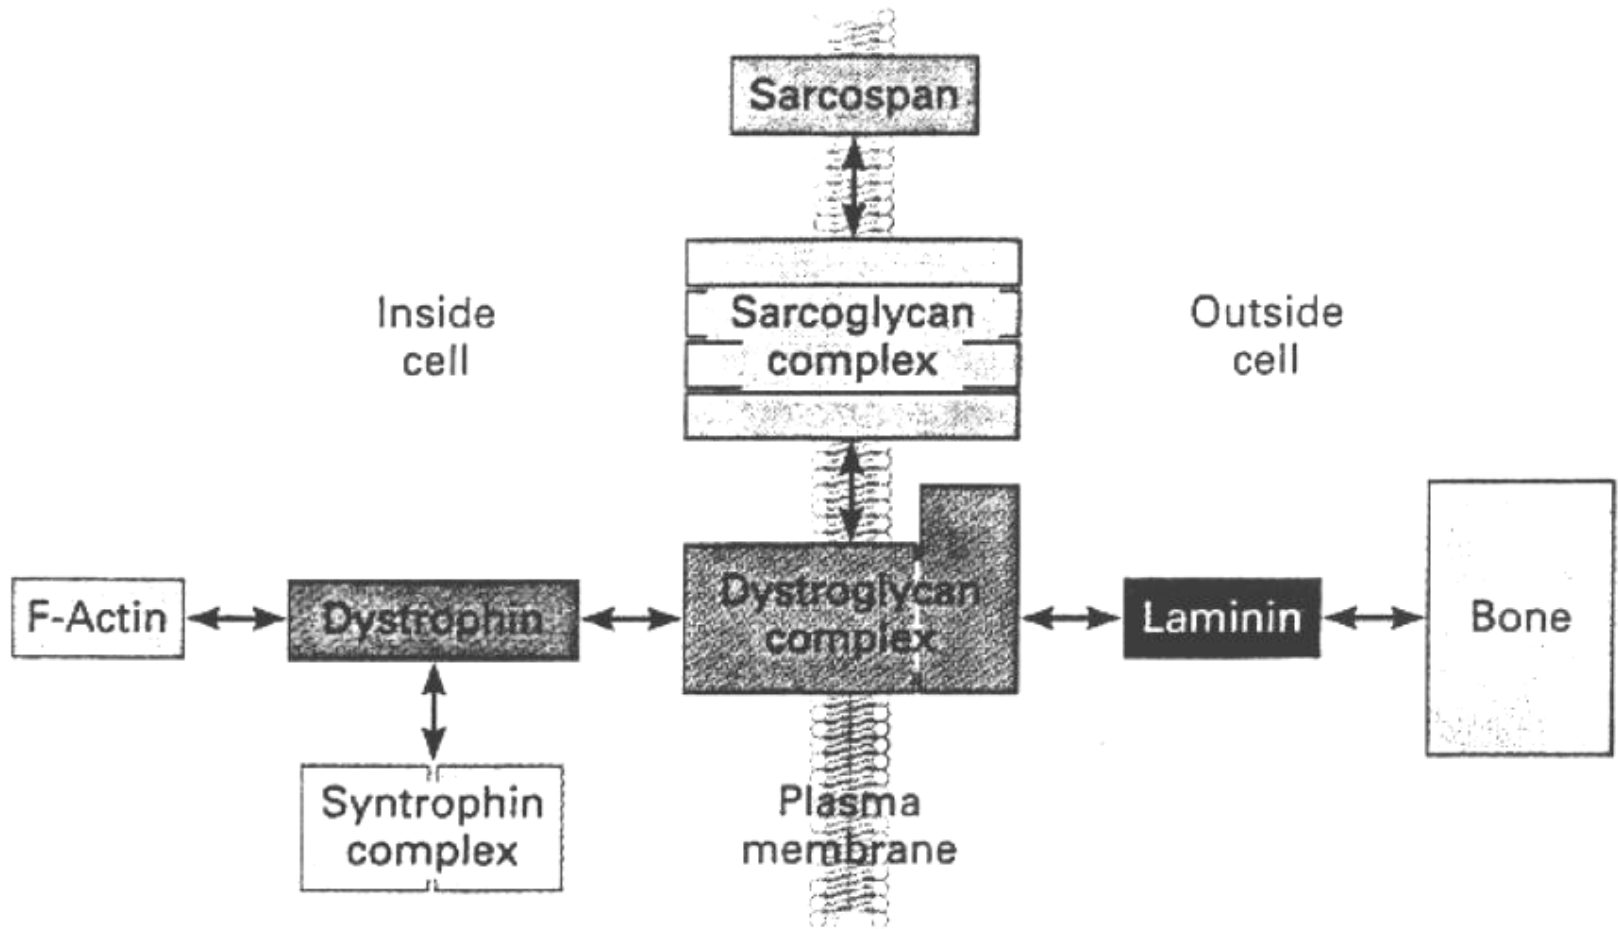 Sarcospan
Inside
cell
Sarcoglycan
complex
Outside
cell
F-Actin
Dystrophin
Dystroglycan
complex
Laminin
Bone
Syntrophin
complex
Plasma
membrane